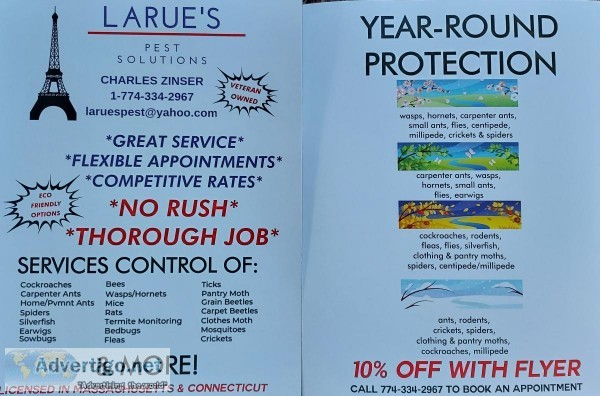 LARUE'S
PEST
SOLUTIONS
CHARLES ZINSER
1-774-334-2967
laruespest@yahoo.com
VETERAN
OWNED
*GREAT SERVICE*
*FLEXIBLE APPOINTMENTS*
*COMPETITIVE RATES*
ECO
FRIENDLY
OPTIONS
*NO RUSH*
*THOROUGH JOB*
SERVICES CONTROL OF:
Cockroaches
Carpenter Ants
Home/Pvmnt Ants
Spiders
Silverfish
Earwigs
Sowbugs
Bees
Wasps/Hornets
Mice
Rats
Termite Monitoring
Bedbugs
Fleas
Ticks
Pantry Moth
Grain Beetles
Carpet Beetles
Clothes Moth
Mosquitoes
Crickets
& MORE!
LICENSED IN MASSACHUSETTS & CONNECTICUT
Advertigo.net
"Advertising the world"
YEAR-ROUND
PROTECTION
wasps, hornets, carpenter ants,
small ants, flies, centipede,
millipede, crickets & spiders
carpenter ants, wasps,
hornets, small ants,
flies, earwigs
cockroaches, rodents,
fleas, flies, silverfish,
clothing & pantry moths,
spiders, centipede/millipede
ants, rodents,
crickets, spiders,
clothing & pantry moths,
cockroaches, millipede
10% OFF WITH FLYER
CALL 774-334-2967 TO BOOK AN APPOINTMENT